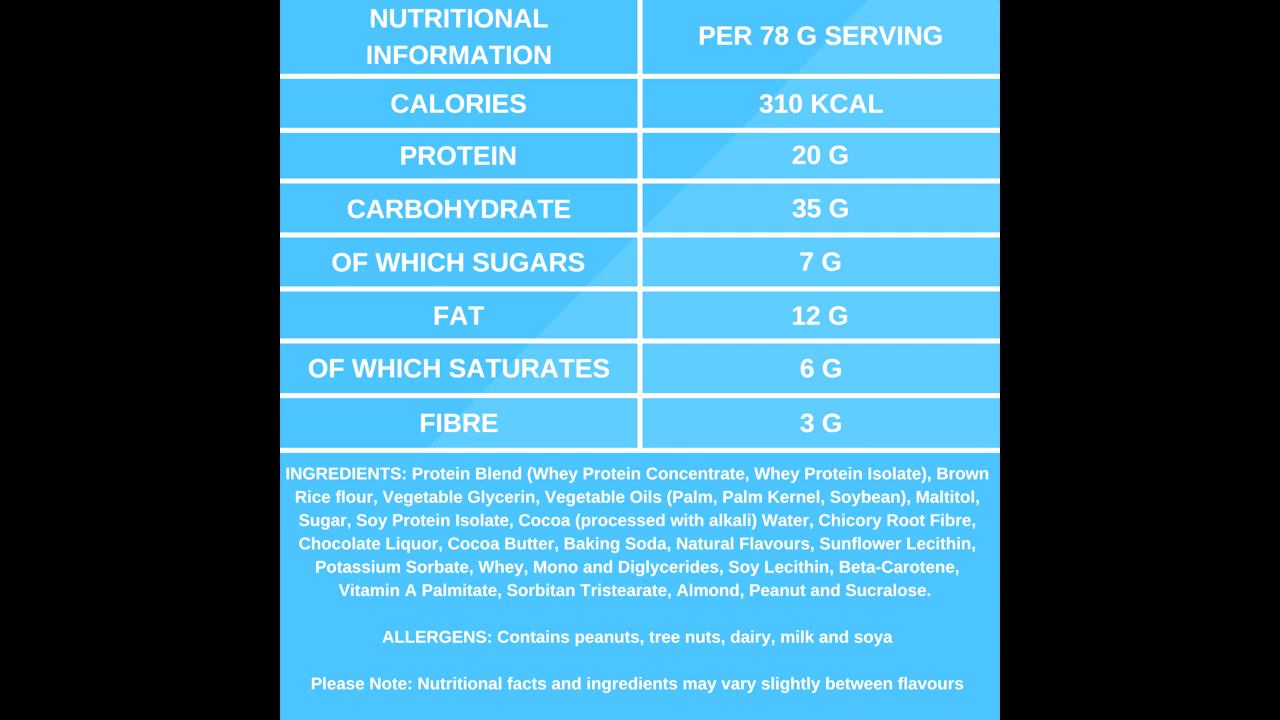 NUTRITIONAL
INFORMATION
PER 78 G SERVING
CALORIES
310 KCAL
PROTEIN
20 G
CARBOHYDRATE
35 G
OF WHICH SUGARS
7 G
FAT
12 G
OF WHICH SATURATES
6 G
FIBRE
3 G
INGREDIENTS: Protein Blend (Whey Protein Concentrate, Whey Protein Isolate), Brown
Rice flour, Vegetable Glycerin, Vegetable Oils (Palm, Palm Kernel, Soybean), Maltitol,
Sugar, Soy Protein Isolate, Cocoa (processed with alkali) Water, Chicory Root Fibre,
Chocolate Liquor, Cocoa Butter, Baking Soda, Natural Flavours, Sunflower Lecithin,
Potassium Sorbate, Whey, Mono and Diglycerides, Soy Lecithin, Beta-Carotene,
Vitamin A Palmitate, Sorbitan Tristearate, Almond, Peanut and Sucralose.
ALLERGENS: Contains peanuts, tree nuts, dairy, milk and soya
Please Note: Nutritional facts and ingredients may vary slightly between flavours